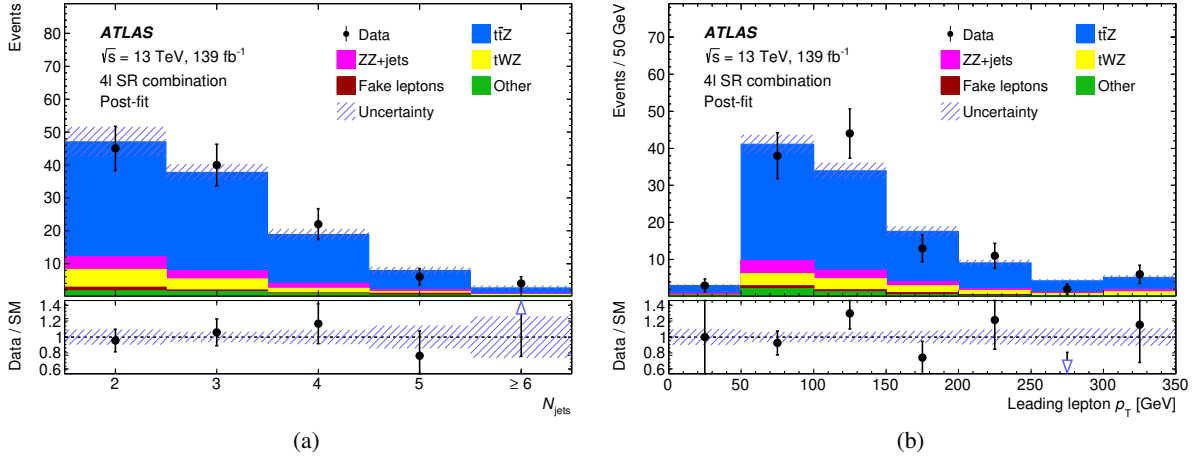 Events
ATLAS
√s = 13 TeV, 139 fb⁻¹
4l SR combination
Post-fit
Data
tt̄Z
ZZ+jets
tWZ
Fake leptons
Other
Uncertainty
80
70
60
50
40
30
20
10
Data / SM
1.4
1.2
1
0.8
0.6
2 3 4 5 ≥ 6
N_jets
(a)
Events / 50 GeV
ATLAS
√s = 13 TeV, 139 fb⁻¹
4l SR combination
Post-fit
Data
tt̄Z
ZZ+jets
tWZ
Fake leptons
Other
Uncertainty
70
60
50
40
30
20
10
Data / SM
1.4
1.2
1
0.8
0.6
0 50 100 150 200 250 300 350
Leading lepton p_T [GeV]
(b)